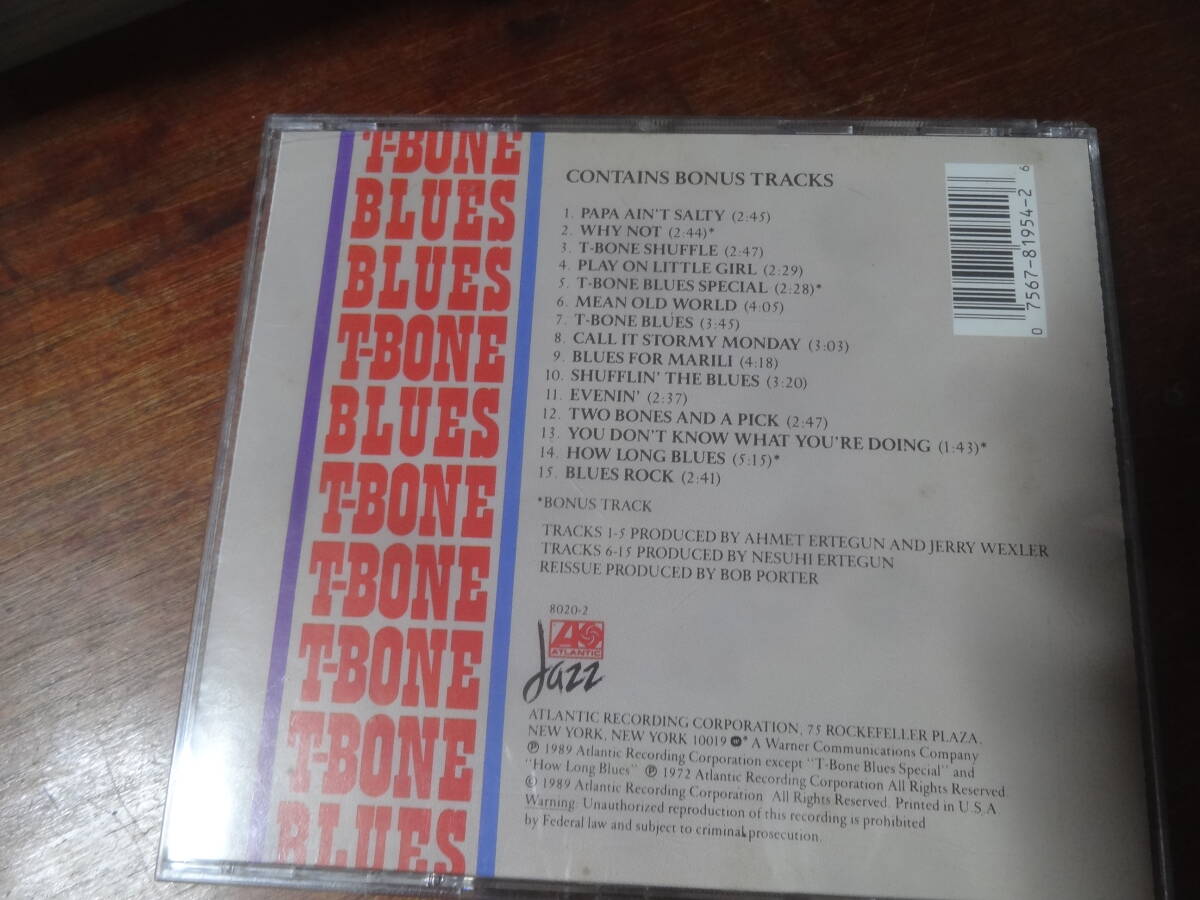 T-BONE
BLUES
BLUES
T-BONE
BLUES
T-BONE
T-BONE
T-BONE
T-BONE
BLUES
CONTAINS BONUS TRACKS
1. PAPA AIN'T SALTY (2:45)
2. WHY NOT (2:44)*
3. T-BONE SHUFFLE (2:47)
4. PLAY ON LITTLE GIRL (2:29)
5. T-BONE BLUES SPECIAL (2:28)*
6. MEAN OLD WORLD (4:05)
7. T-BONE BLUES (3:45)
8. CALL IT STORMY MONDAY (3:03)
9. BLUES FOR MARILI (4:18)
10. SHUFFLIN' THE BLUES (3:20)
11. EVENIN' (2:37)
12. TWO BONES AND A PICK (2:47)
13. YOU DON'T KNOW WHAT YOU'RE DOING (1:43)*
14. HOW LONG BLUES (5:15)*
15. BLUES ROCK (2:41)
*BONUS TRACK
TRACKS 1-5 PRODUCED BY AHMET ERTEGUN AND JERRY WEXLER
TRACKS 6-15 PRODUCED BY NESUHI ERTEGUN
REISSUE PRODUCED BY BOB PORTER
8020-2
ATLANTIC
Jazz
ATLANTIC RECORDING CORPORATION, 75 ROCKEFELLER PLAZA,
NEW YORK, NEW YORK 10019 * A Warner Communications Company
℗ 1989 Atlantic Recording Corporation except "T-Bone Blues Special" and
"How Long Blues" ℗ 1972 Atlantic Recording Corporation All Rights Reserved.
© 1989 Atlantic Recording Corporation All Rights Reserved. Printed in U.S.A.
Warning: Unauthorized reproduction of this recording is prohibited
by Federal law and subject to criminal prosecution.
0 7567-81954-2 6